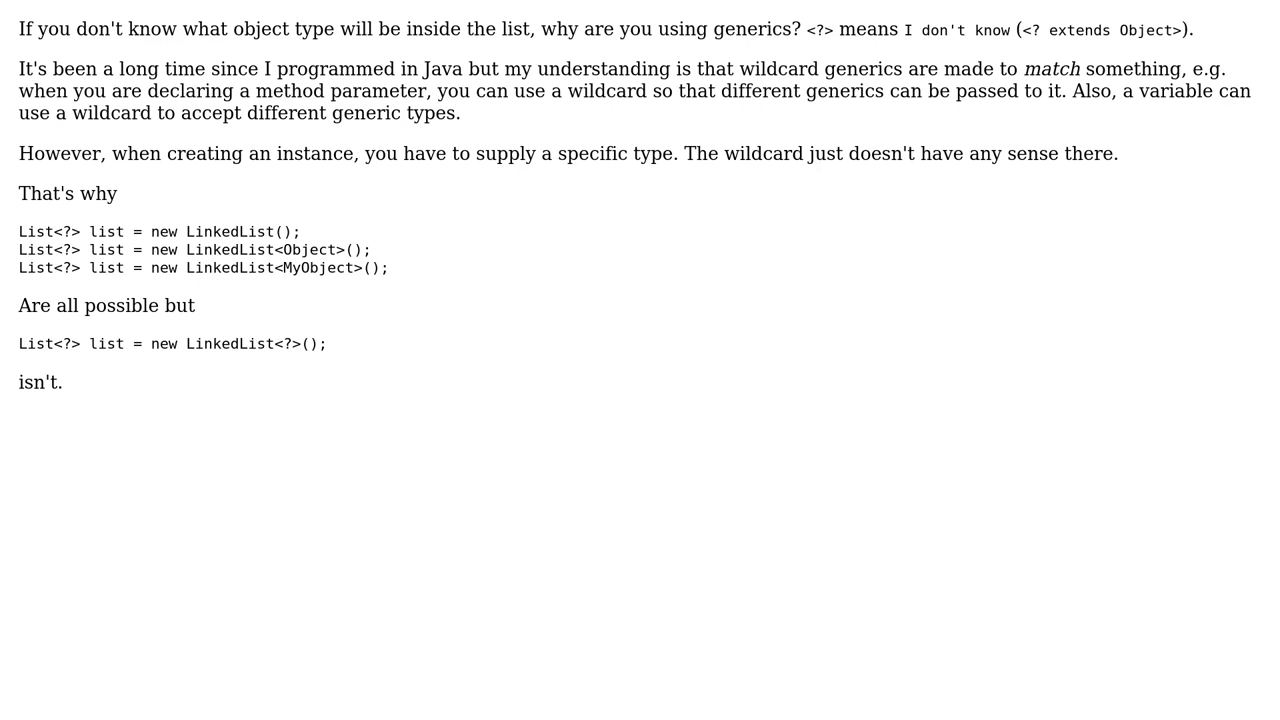 If you don't know what object type will be inside the list, why are you using generics? <?> means I don't know (<? extends Object>).
It's been a long time since I programmed in Java but my understanding is that wildcard generics are made to match something, e.g.
when you are declaring a method parameter, you can use a wildcard so that different generics can be passed to it. Also, a variable can
use a wildcard to accept different generic types.
However, when creating an instance, you have to supply a specific type. The wildcard just doesn't have any sense there.
That's why
List<?> list = new LinkedList();
List<?> list = new LinkedList<Object>();
List<?> list = new LinkedList<MyObject>();
Are all possible but
List<?> list = new LinkedList<?>();
isn't.